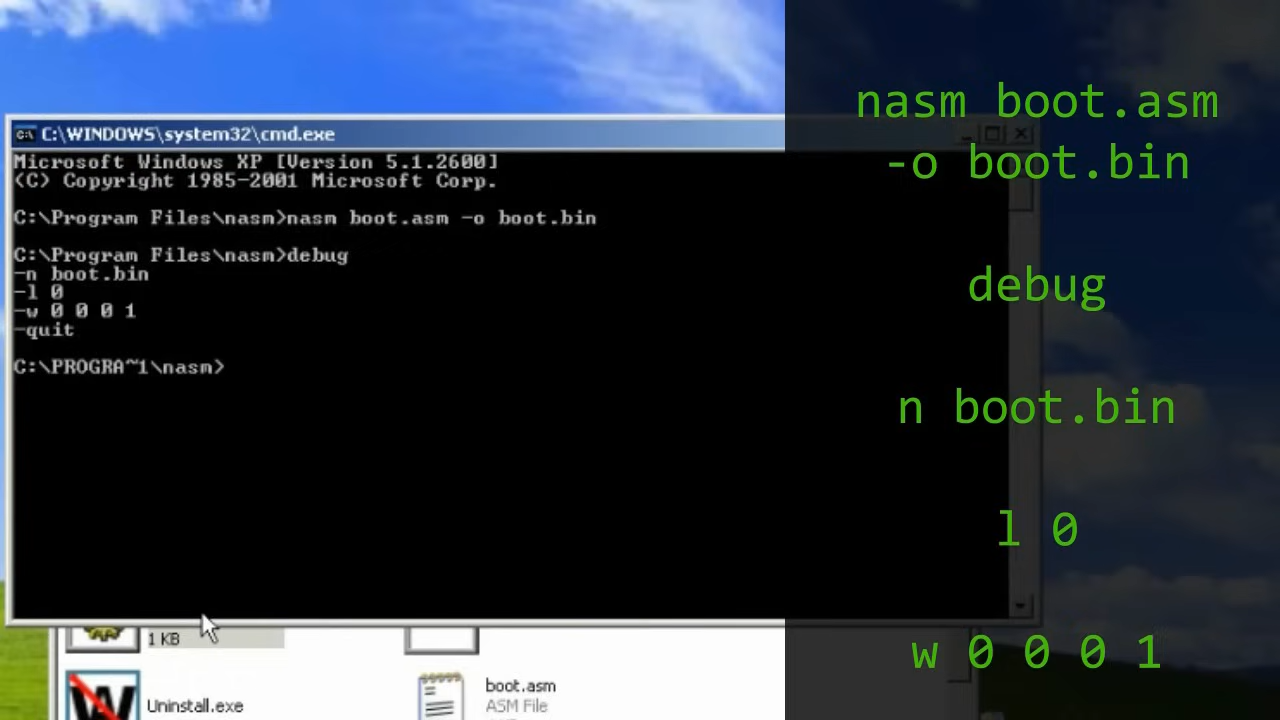 C:\WINDOWS\system32\cmd.exe
Microsoft Windows XP [Version 5.1.2600]
(C) Copyright 1985-2001 Microsoft Corp.
C:\Program Files\nasm>nasm boot.asm -o boot.bin
C:\Program Files\nasm>debug
-n boot.bin
-l 0
-w 0 0 0 1
-quit
C:\PROGRA~1\nasm>
1 KB
Uninstall.exe
boot.asm
ASM File
nasm boot.asm
-o boot.bin
debug
n boot.bin
l 0
w 0 0 0 1